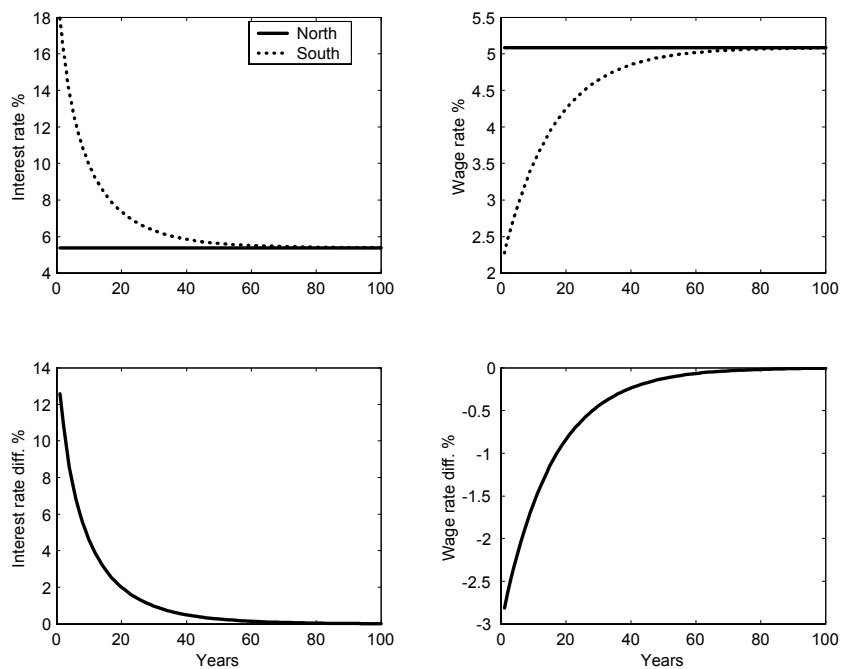 18
16
14
12
10
8
6
4
Interest rate %
North
South
0 20 40 60 80 100
5.5
5
4.5
4
3.5
3
2.5
2
Wage rate %
0 20 40 60 80 100
14
12
10
8
6
4
2
0
Interest rate diff. %
0 20 40 60 80 100
Years
0
-0.5
-1
-1.5
-2
-2.5
-3
Wage rate diff. %
0 20 40 60 80 100
Years